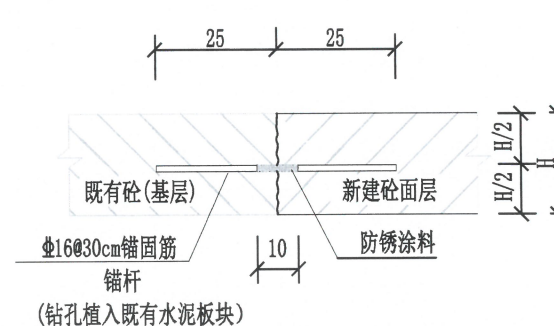 25 25
H/2
H
H/2
既有砼(基层) 新建砼面层
Φ16@30cm锚固筋 10 防锈涂料
锚杆
(钻孔植入既有水泥板块)